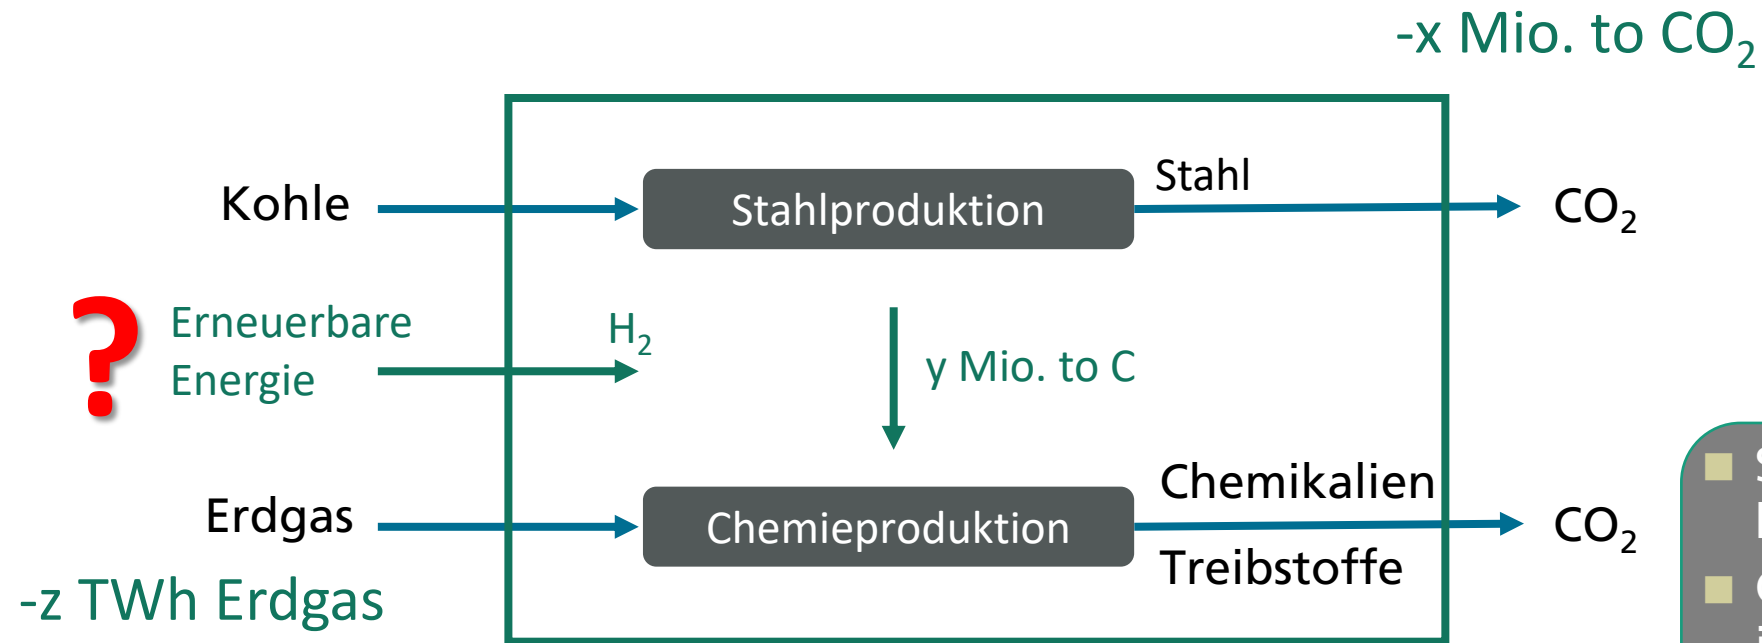 -x Mio. to CO₂
Kohle
Stahlproduktion
Stahl
CO₂
?
Erneuerbare
Energie
H₂
y Mio. to C
Erdgas
Chemieproduktion
Chemikalien
Treibstoffe
CO₂
-z TWh Erdgas